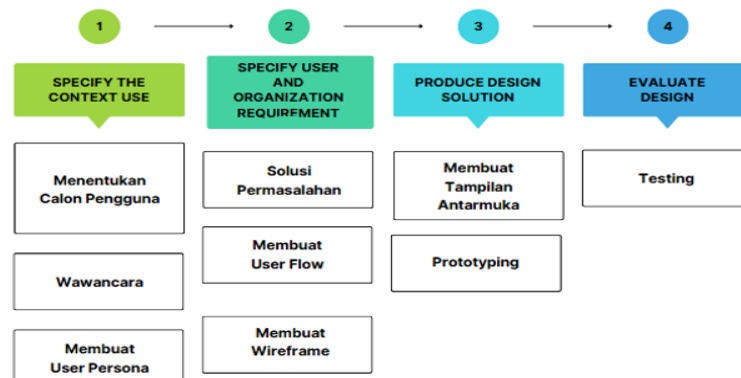 1
2
3
4
SPECIFY THE
CONTEXT USE
SPECIFY USER
AND
ORGANIZATION
REQUIREMENT
PRODUCE DESIGN
SOLUTION
EVALUATE
DESIGN
Menentukan
Calon Pengguna
Wawancara
Membuat
User Persona
Solusi
Permasalahan
Membuat
User Flow
Membuat
Wireframe
Membuat
Tampilan
Antarmuka
Prototyping
Testing